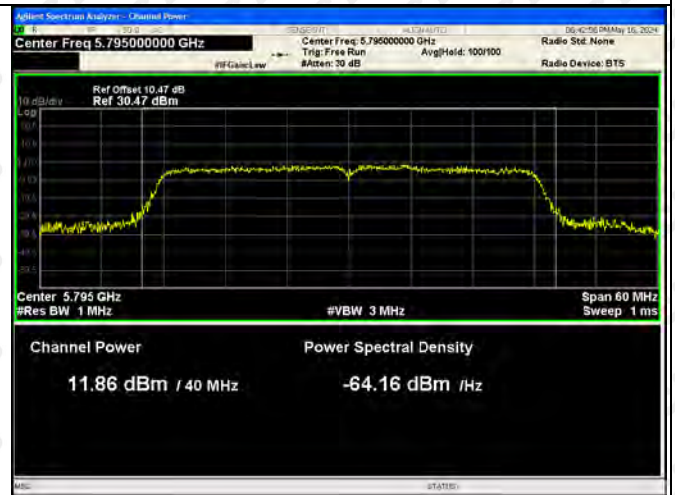 Agilent Spectrum Analyzer - Channel Power
06:42:56 PM May 16, 2024
Center Freq 5.795000000 GHz
Center Freq: 5.795000000 GHz
Radio Std: None
Trig: Free Run
Avg|Hold: 100/100
#IFGain:Low
#Atten: 30 dB
Radio Device: BTS
Ref Offset 10.47 dB
10 dB/div
Ref 30.47 dBm
Log
Center 5.795 GHz
Span 60 MHz
#Res BW 1 MHz
#VBW 3 MHz
Sweep 1 ms
Channel Power
Power Spectral Density
11.86 dBm / 40 MHz
-64.16 dBm /Hz
MSG
STATUS